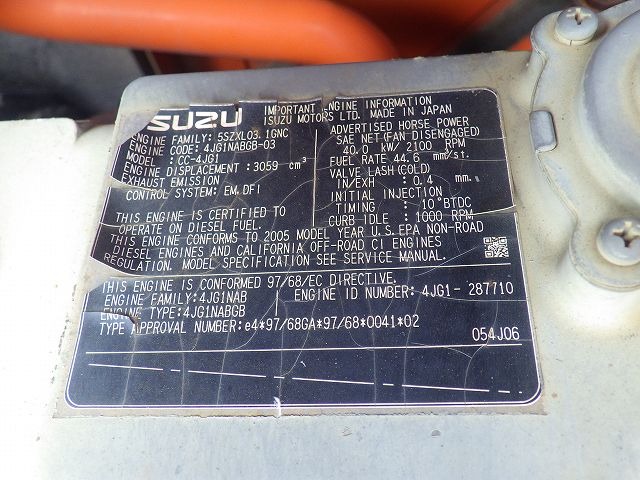 SUZU
IMPORTANT ENGINE INFORMATION
ISUZU MOTORS LTD. MADE IN JAPAN
ENGINE FAMILY: 5SZXL03.1GNC
ENGINE CODE: 4JG1NABGB-03
MODEL : CC-4JG1
ENGINE DISPLACEMENT: 3059 cm³
EXHAUST EMISSION
CONTROL SYSTEM: EM,DFI
ADVERTISED HORSE POWER
SAE NET(FAN DISENGAGED)
40.0 kW/ 2100 RPM
FUEL RATE 44.6 mm³/st.
VALVE LASH(COLD)
IN/EXH : 0.4 mm
INITIAL INJECTION
TIMING : 10°BTDC
CURB-IDLE : 1000 RPM
THIS ENGINE IS CERTIFIED TO
OPERATE ON DIESEL FUEL.
THIS ENGINE CONFORMS TO 2005 MODEL YEAR U.S.EPA NON-ROAD
DIESEL ENGINES AND CALIFORNIA OFF-ROAD CI ENGINES
REGULATION. MODEL SPECIFICATION SEE SERVICE MANUAL.
THIS ENGINE IS CONFORMED 97/68/EC DIRECTIVE.
ENGINE FAMILY:4JG1NAB ENGINE ID NUMBER: 4JG1- 287710
ENGINE TYPE:4JG1NABGB
TYPE APPROVAL NUMBER:e4*97/68GA*97/68*0041*02
054J06